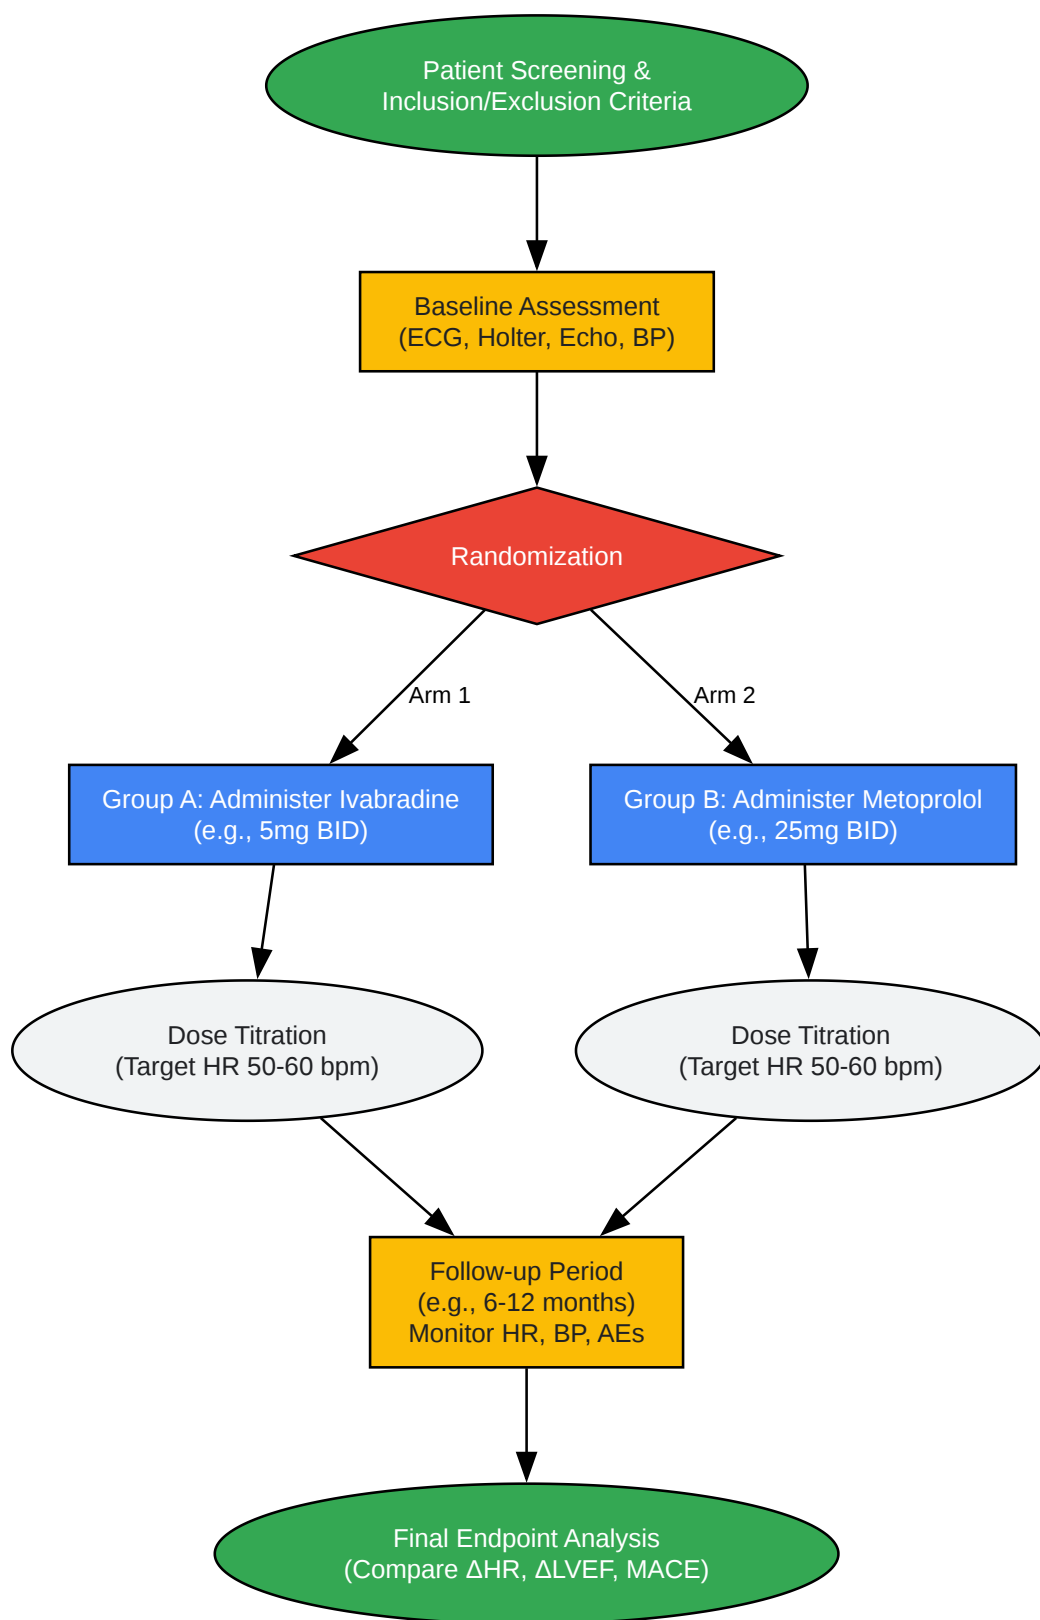 Patient Screening &
Inclusion/Exclusion Criteria
Baseline Assessment
(ECG, Holter, Echo, BP)
Randomization
Arm 1
Arm 2
Group A: Administer Ivabradine
(e.g., 5mg BID)
Group B: Administer Metoprolol
(e.g., 25mg BID)
Dose Titration
(Target HR 50-60 bpm)
Dose Titration
(Target HR 50-60 bpm)
Follow-up Period
(e.g., 6-12 months)
Monitor HR, BP, AEs
Final Endpoint Analysis
(Compare ΔHR, ΔLVEF, MACE)